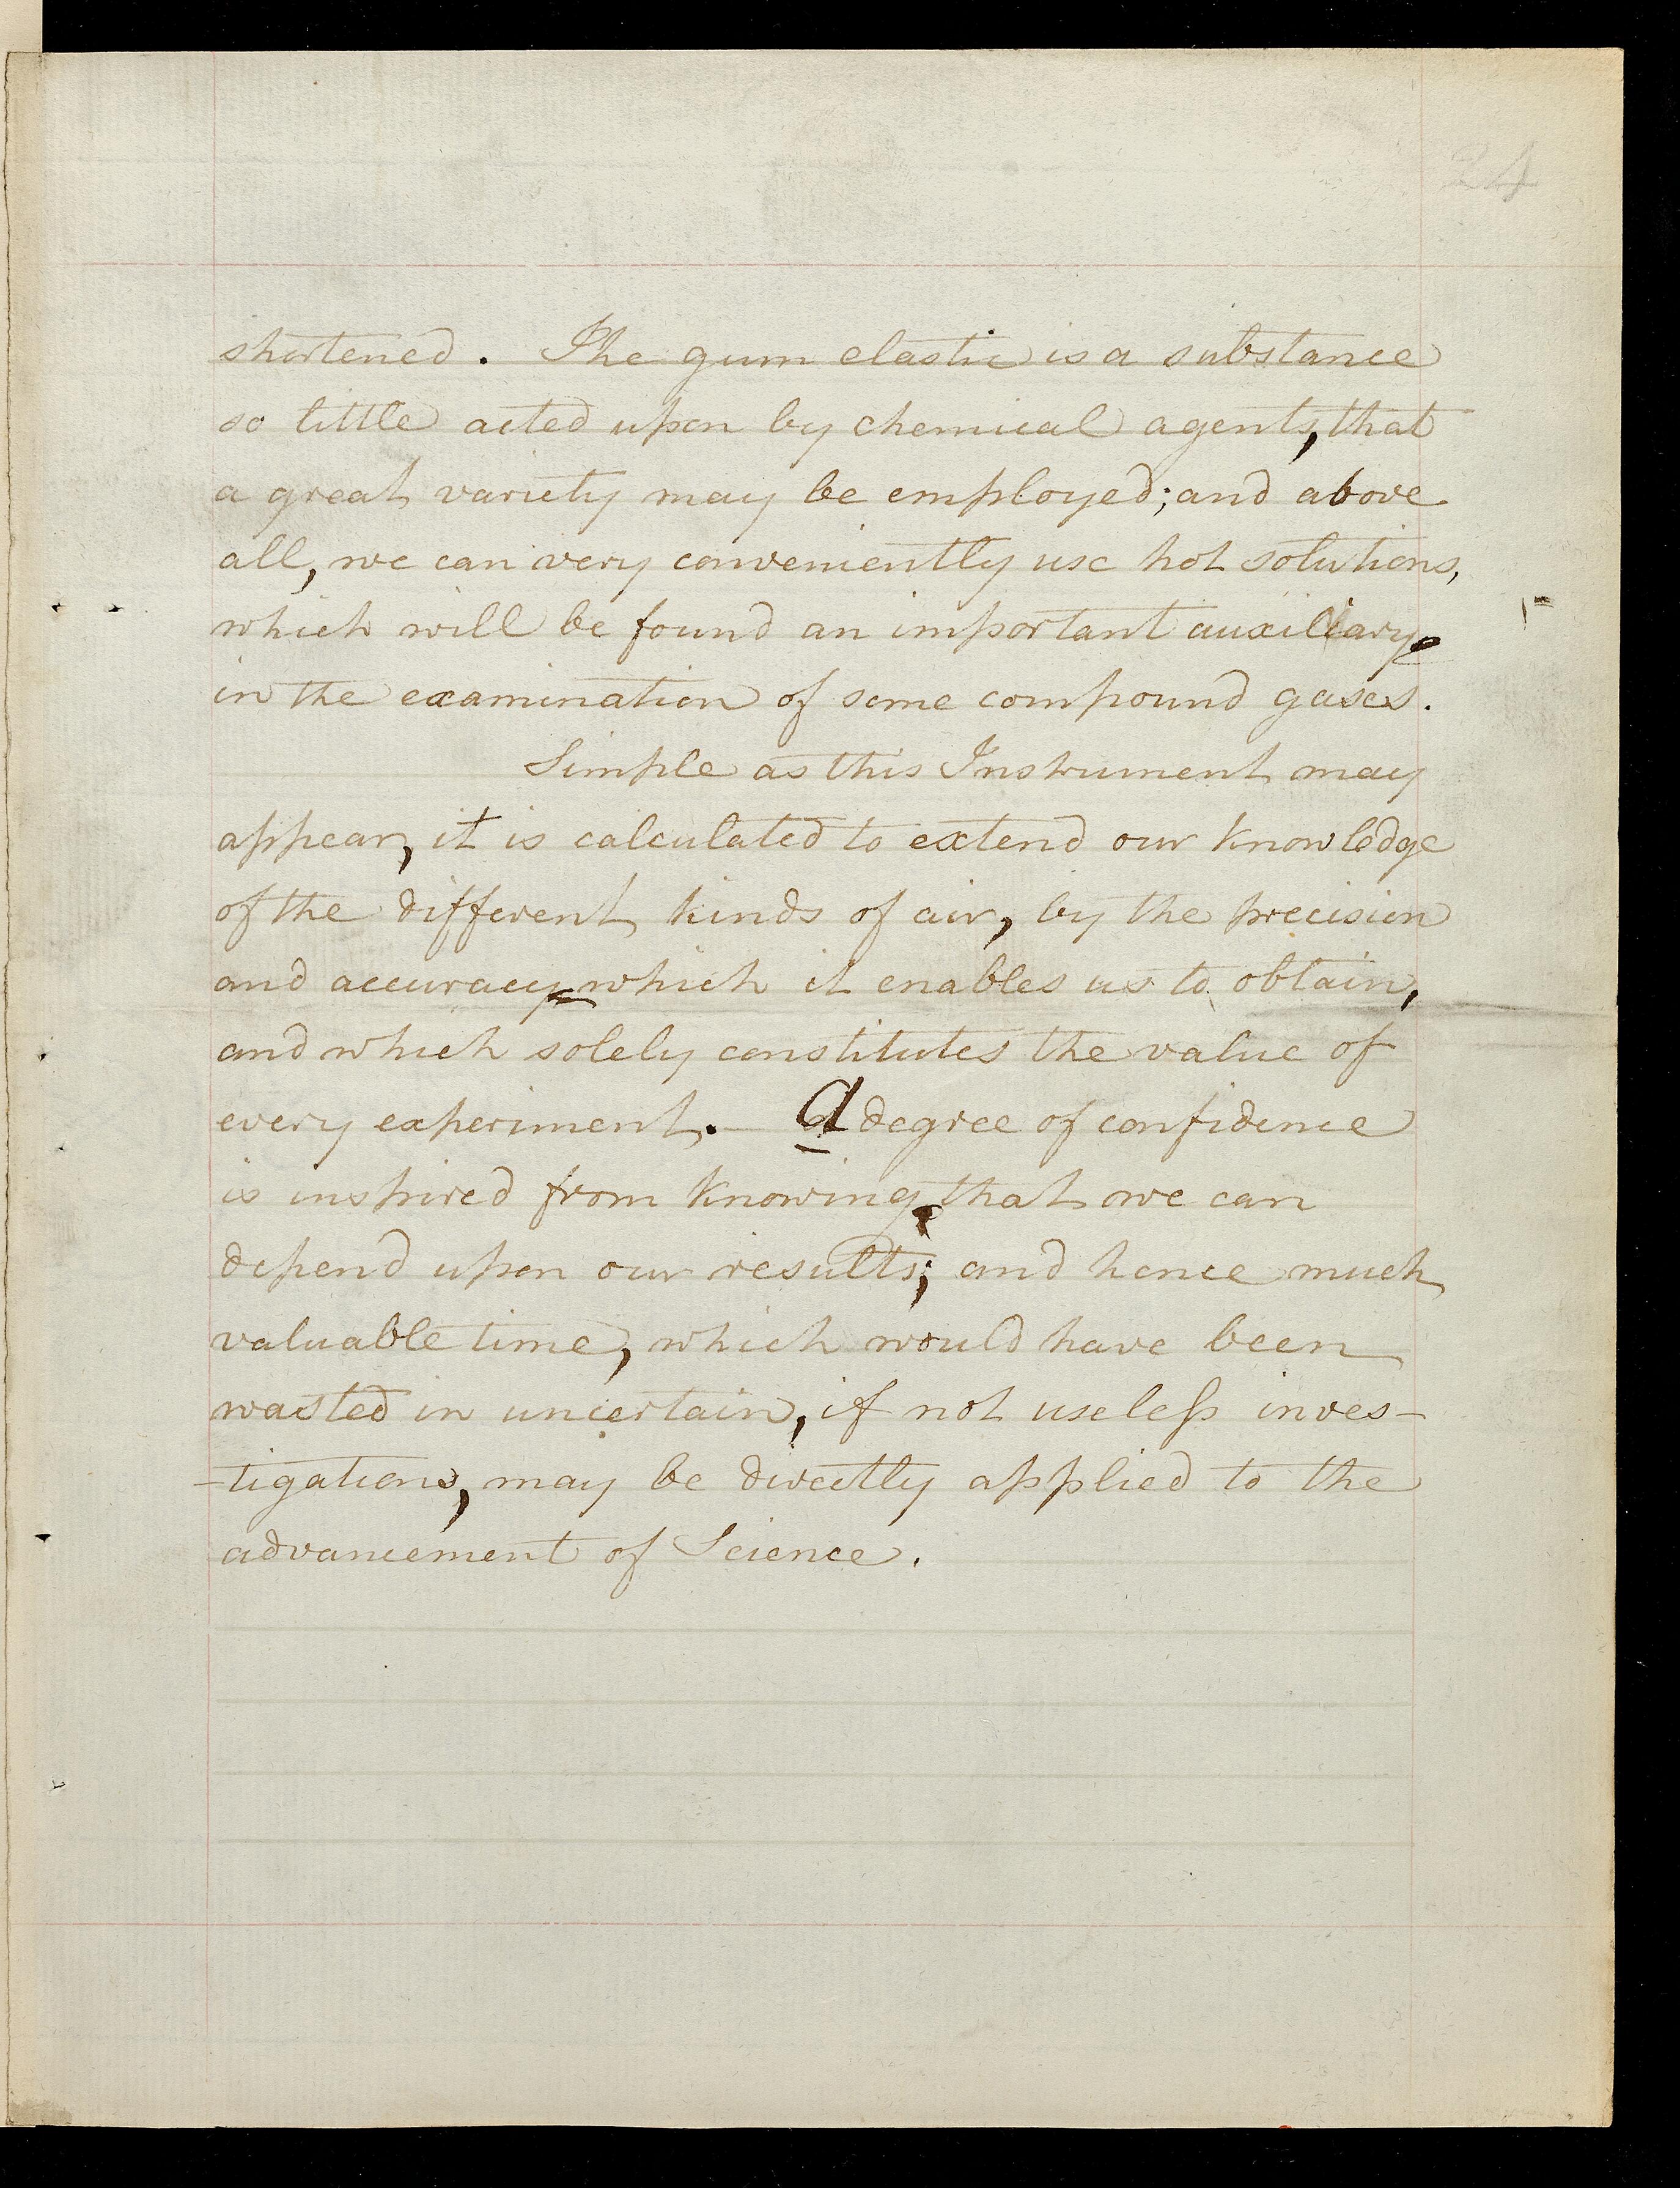 24
shortened. The gum elastic is a substance
so little acted upon by chemical agents, that
a great variety may be employed; and above
all, we can very conveniently use hot solutions,
which will be found an important auxiliary
in the examination of some compound gases.
Simple as this Instrument may
appear, it is calculated to extend our knowledge
of the different kinds of air, by the precision
and accuracy which it enables us to obtain,
and which solely constitutes the value of
every experiment. A degree of confidence
is inspired from knowing that we can
depend upon our results; and hence much
valuable time, which would have been
wasted in uncertain, if not useleſs inves-
-tigations, may be directly applied to the
advancement of Science.